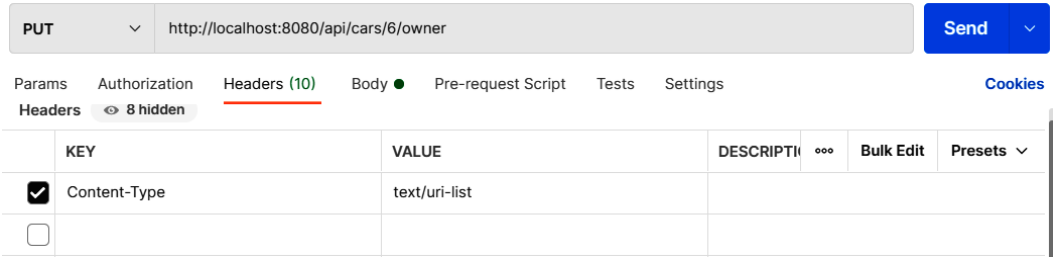 PUT http://localhost:8080/api/cars/6/owner Send
Params Authorization Headers (10) Body Pre-request Script Tests Settings Cookies
Headers 8 hidden
KEY VALUE DESCRIPTI ooo Bulk Edit Presets
Content-Type text/uri-list